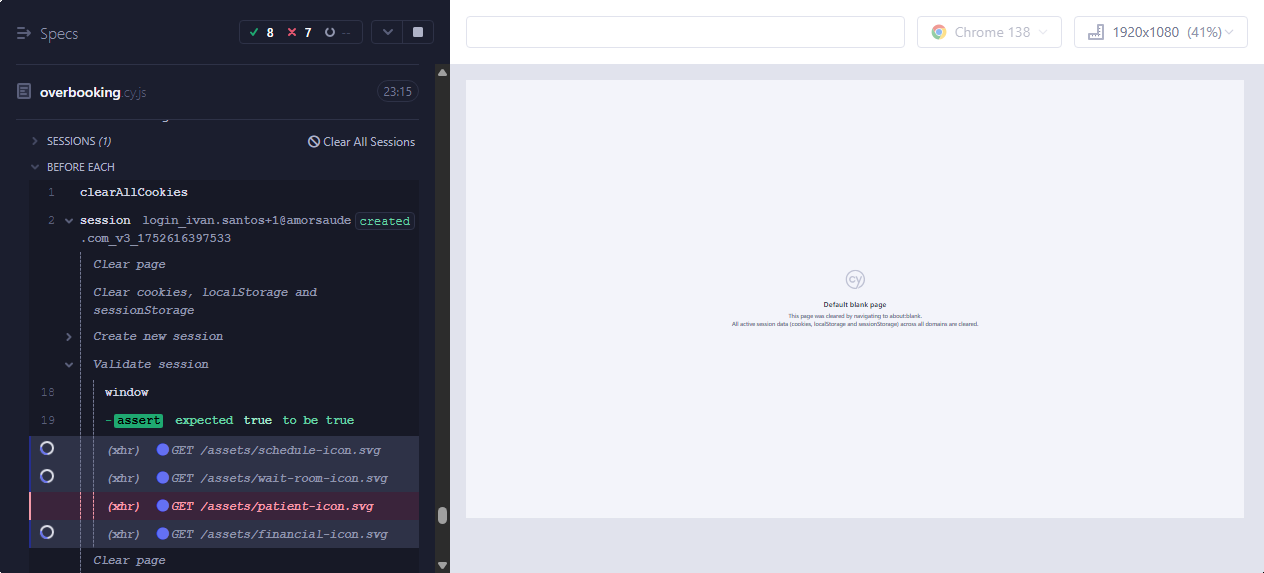 Specs
8 7 --
overbooking.cy.js
23:15
SESSIONS (1)
Clear All Sessions
BEFORE EACH
1 clearAllCookies
2 session login_ivan.santos+1@amorsaude created
.com_v3_1752616397533
Clear page
Clear cookies, localStorage and
sessionStorage
Create new session
Validate session
18 window
19 -assert expected true to be true
(xhr) GET /assets/schedule-icon.svg
(xhr) GET /assets/wait-room-icon.svg
(xhr) GET /assets/patient-icon.svg
(xhr) GET /assets/financial-icon.svg
Clear page
Chrome 138
1920x1080 (41%)
cy
Default blank page
This page was cleared by navigating to about:blank.
All active session data (cookies, localStorage and sessionStorage) across all domains are cleared.